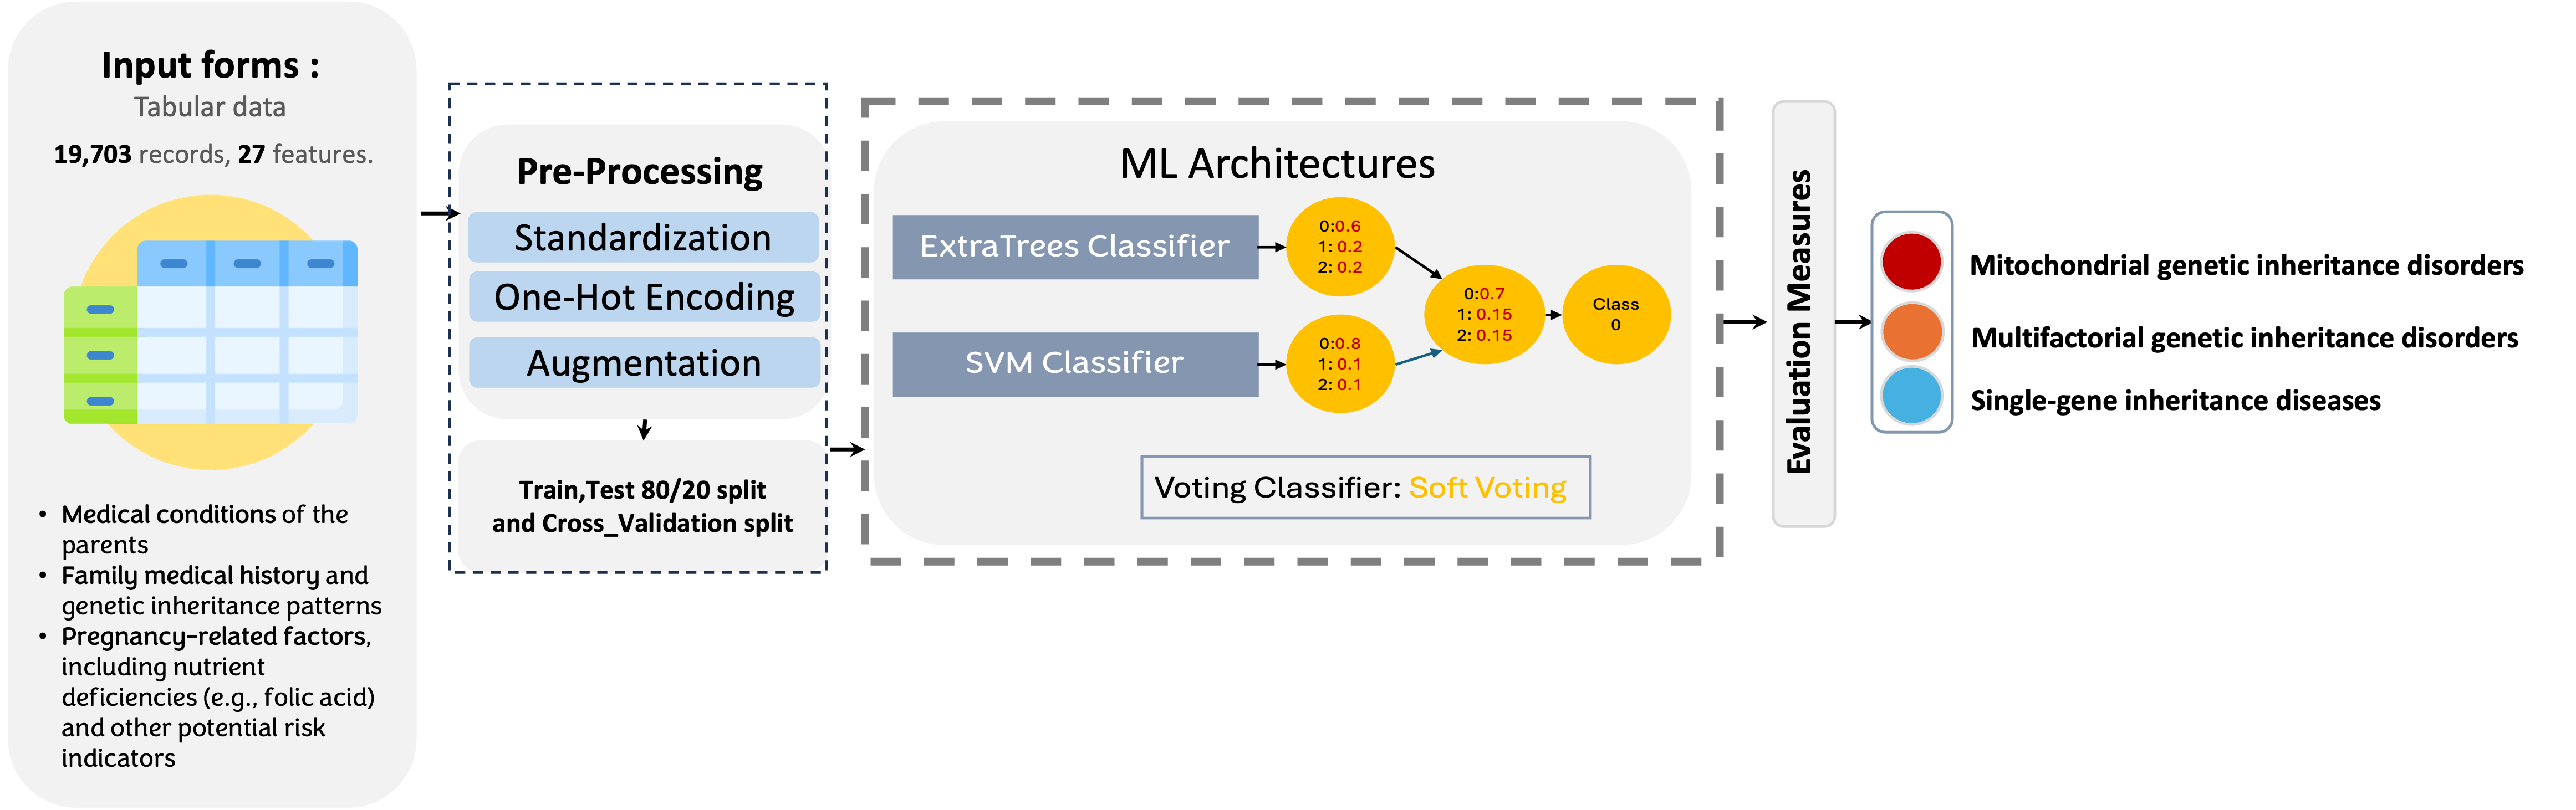 Input forms :
Tabular data
19,703 records, 27 features.
• Medical conditions of the
parents
• Family medical history and
genetic inheritance patterns
• Pregnancy-related factors,
including nutrient
deficiencies (e.g., folic acid)
and other potential risk
indicators
Pre-Processing
Standardization
One-Hot Encoding
Augmentation
Train,Test 80/20 split
and Cross_Validation split
ML Architectures
ExtraTrees Classifier
0:0.6
1: 0.2
2: 0.2
SVM Classifier
0:0.8
1: 0.1
2: 0.1
0:0.7
1: 0.15
2: 0.15
Class
0
Voting Classifier: Soft Voting
Evaluation Measures
Mitochondrial genetic inheritance disorders
Multifactorial genetic inheritance disorders
Single-gene inheritance diseases